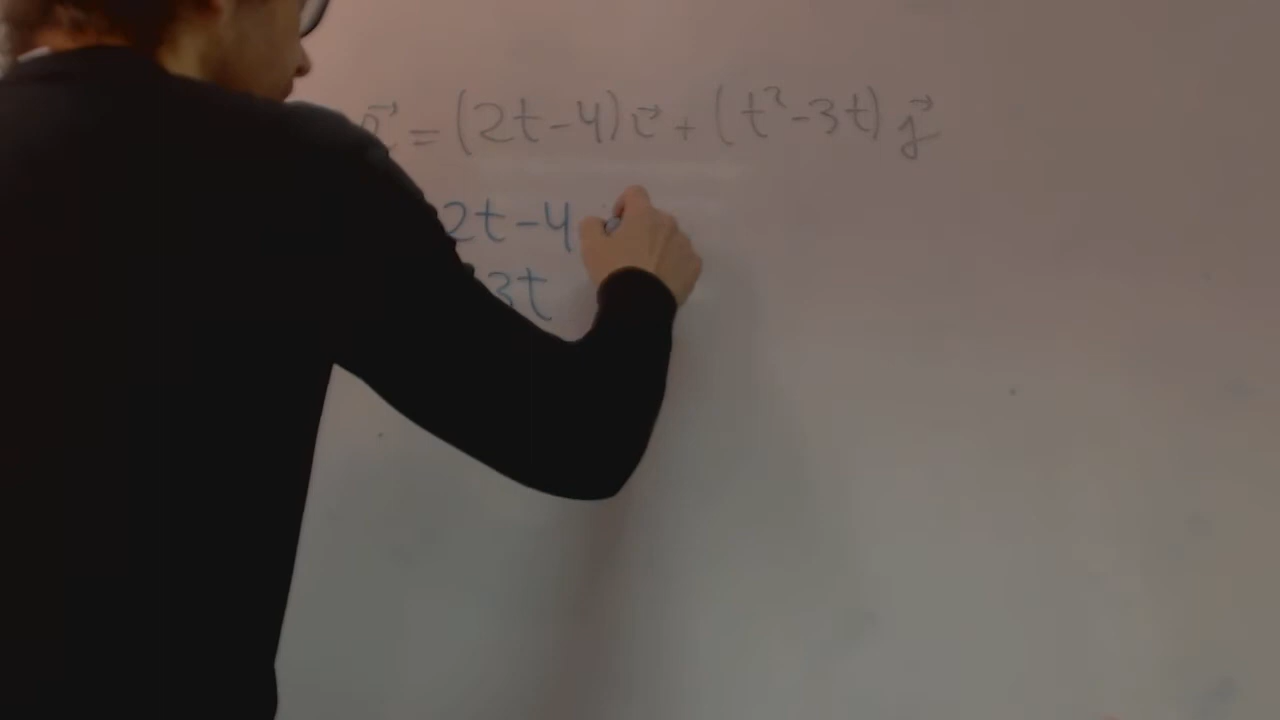 = (2t-4)i⃗ + (t²-3t) j⃗
2t-4
3t